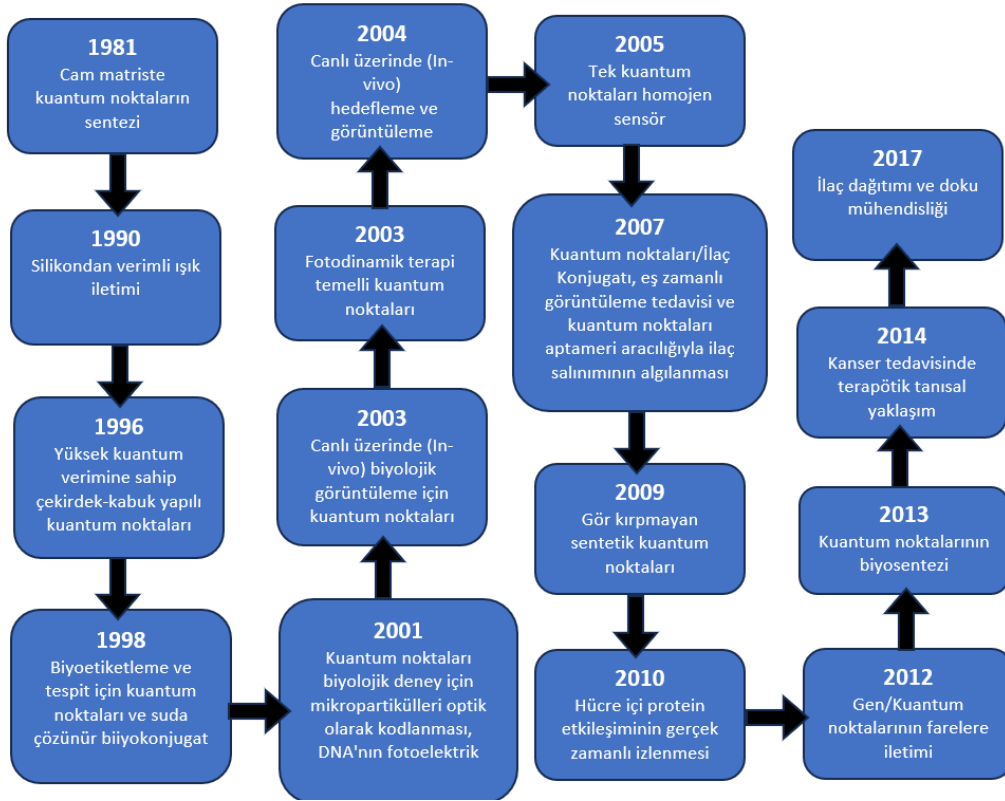 1981
Cam matriste
kuantum noktaların
sentezi
1990
Silikondan verimli ışık
iletimi
1996
Yüksek kuantum
verimine sahip
çekirdek-kabuk yapılı
kuantum noktaları
1998
Biyoetiketleme ve
tespit için kuantum
noktaları ve suda
çözünür biiyokonjugat
2001
Kuantum noktaları
biyolojik deney için
mikropartikülleri optik
olarak kodlanması,
DNA'nın fotoelektrik
2003
Canlı üzerinde (In-
vivo) biyolojik
görüntüleme için
kuantum noktaları
2003
Fotodinamik terapi
temelli kuantum
noktaları
2004
Canlı üzerinde (In-
vivo)
hedefleme ve
görüntüleme
2005
Tek kuantum
noktaları homojen
sensör
2007
Kuantum noktaları/İlaç
Konjugatı, eş zamanlı
görüntüleme tedavisi ve
kuantum noktaları
aptameri aracılığıyla ilaç
salınımının algılanması
2009
Gör kırpmayan
sentetik kuantum
noktaları
2010
Hücre içi protein
etkileşiminin gerçek
zamanlı izlenmesi
2012
Gen/Kuantum
noktalarının farelere
iletimi
2013
Kuantum noktalarının
biyosentezi
2014
Kanser tedavisinde
terapötik tanısal
yaklaşım
2017
İlaç dağıtımı ve doku
mühendisliği